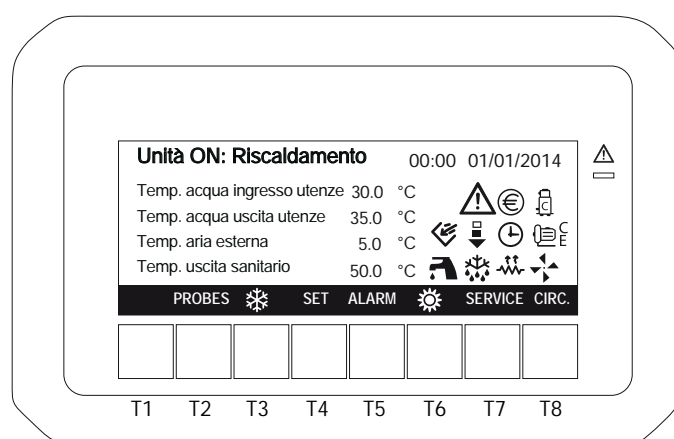 Unità ON: Riscaldamento 00:00 01/01/2014
Temp. acqua ingresso utenze 30.0 °C
Temp. acqua uscita utenze 35.0 °C
Temp. aria esterna 5.0 °C
Temp. uscita sanitario 50.0 °C
€ C
C
E
PROBES SET ALARM SERVICE CIRC.
T1 T2 T3 T4 T5 T6 T7 T8